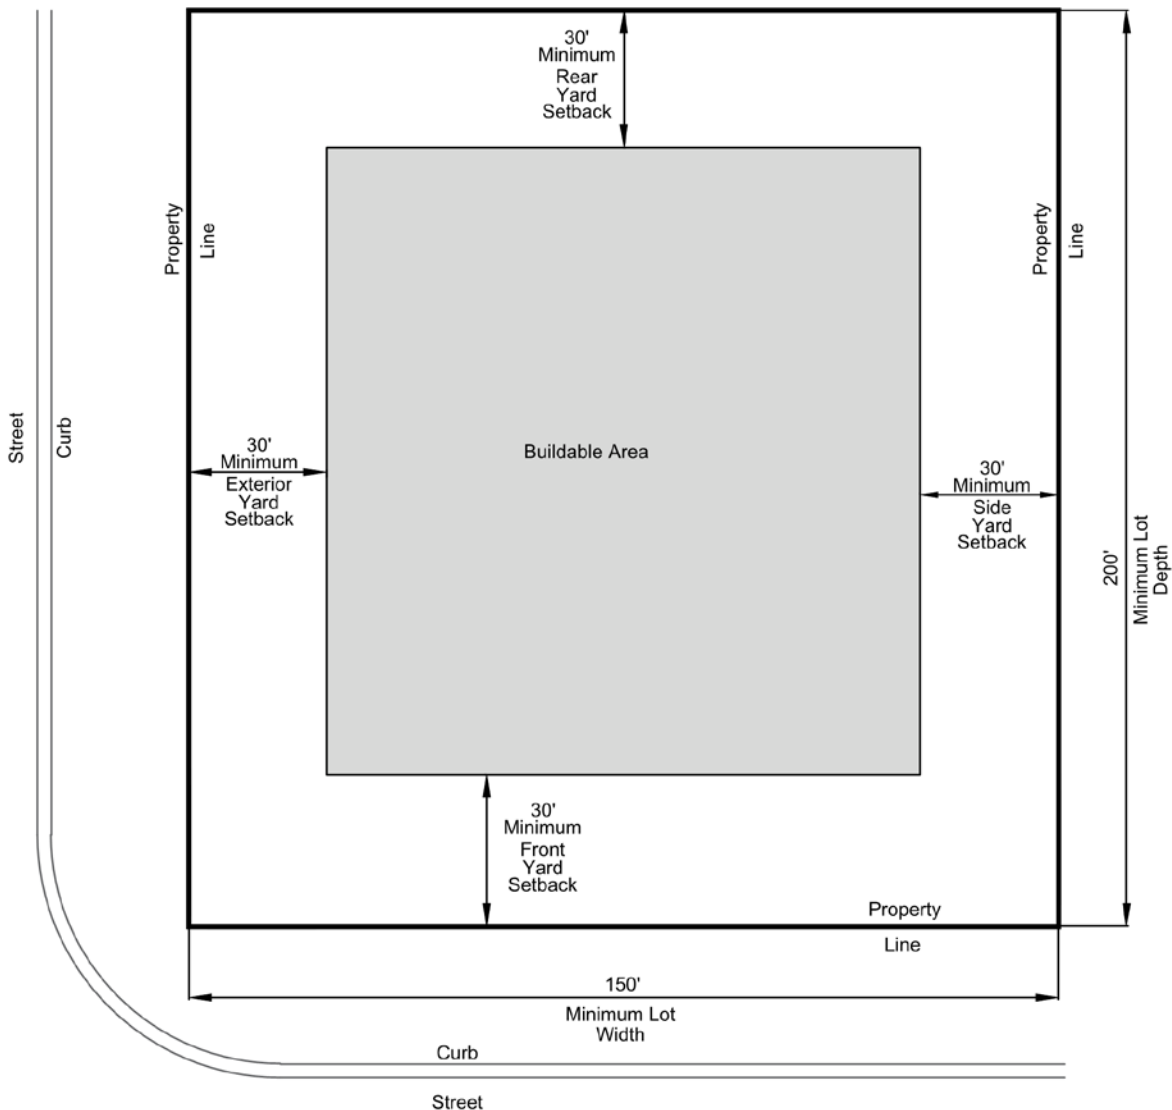 30'
Minimum
Rear
Yard
Setback
Property
Line
Property
Line
Street
Curb
30'
Minimum
Exterior
Yard
Setback
Buildable Area
30'
Minimum
Side
Yard
Setback
200'
Minimum Lot
Depth
30'
Minimum
Front
Yard
Setback
Property
Line
150'
Minimum Lot
Width
Curb
Street